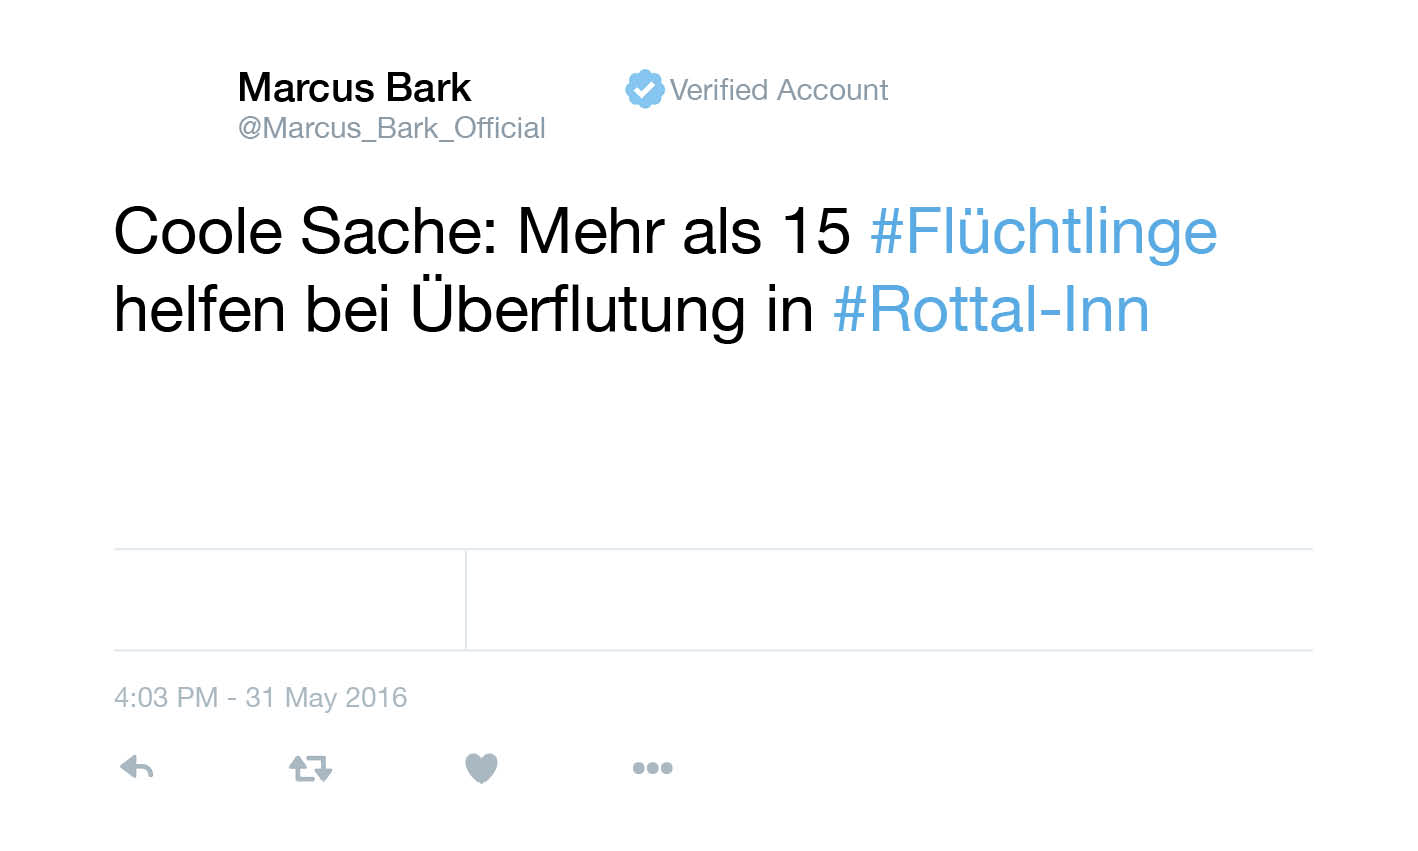 Marcus Bark
Verified Account
@Marcus_Bark_Official
Coole Sache: Mehr als 15 #Flüchtlinge
helfen bei Überflutung in #Rottal-Inn
4:03 PM - 31 May 2016